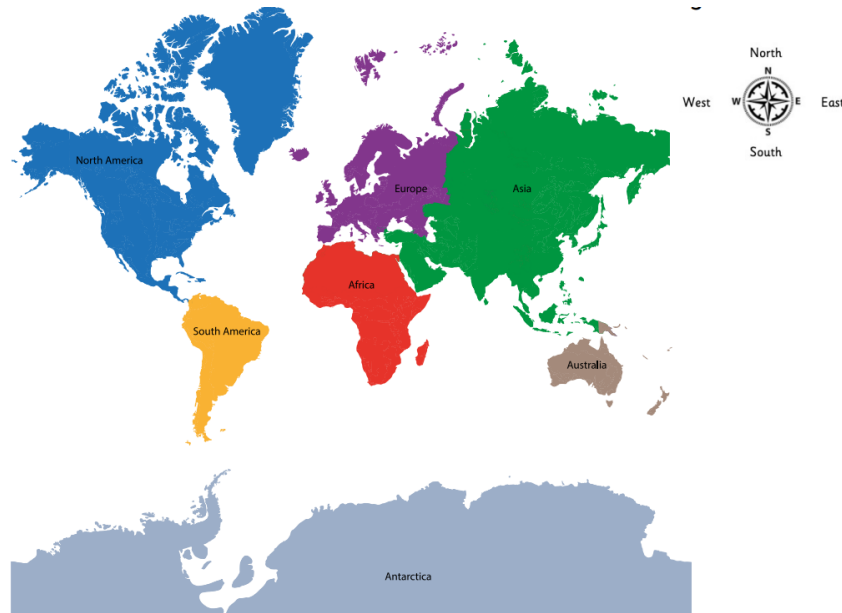 North
N
West
W
E
East
S
South
North America
Europe
Asia
Africa
South America
Australia
Antarctica